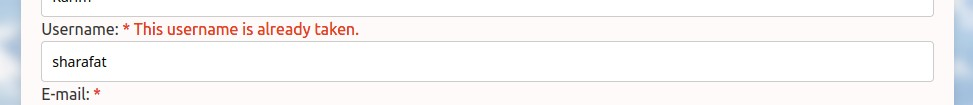 Username: * This username is already taken.
sharafat
E-mail: *